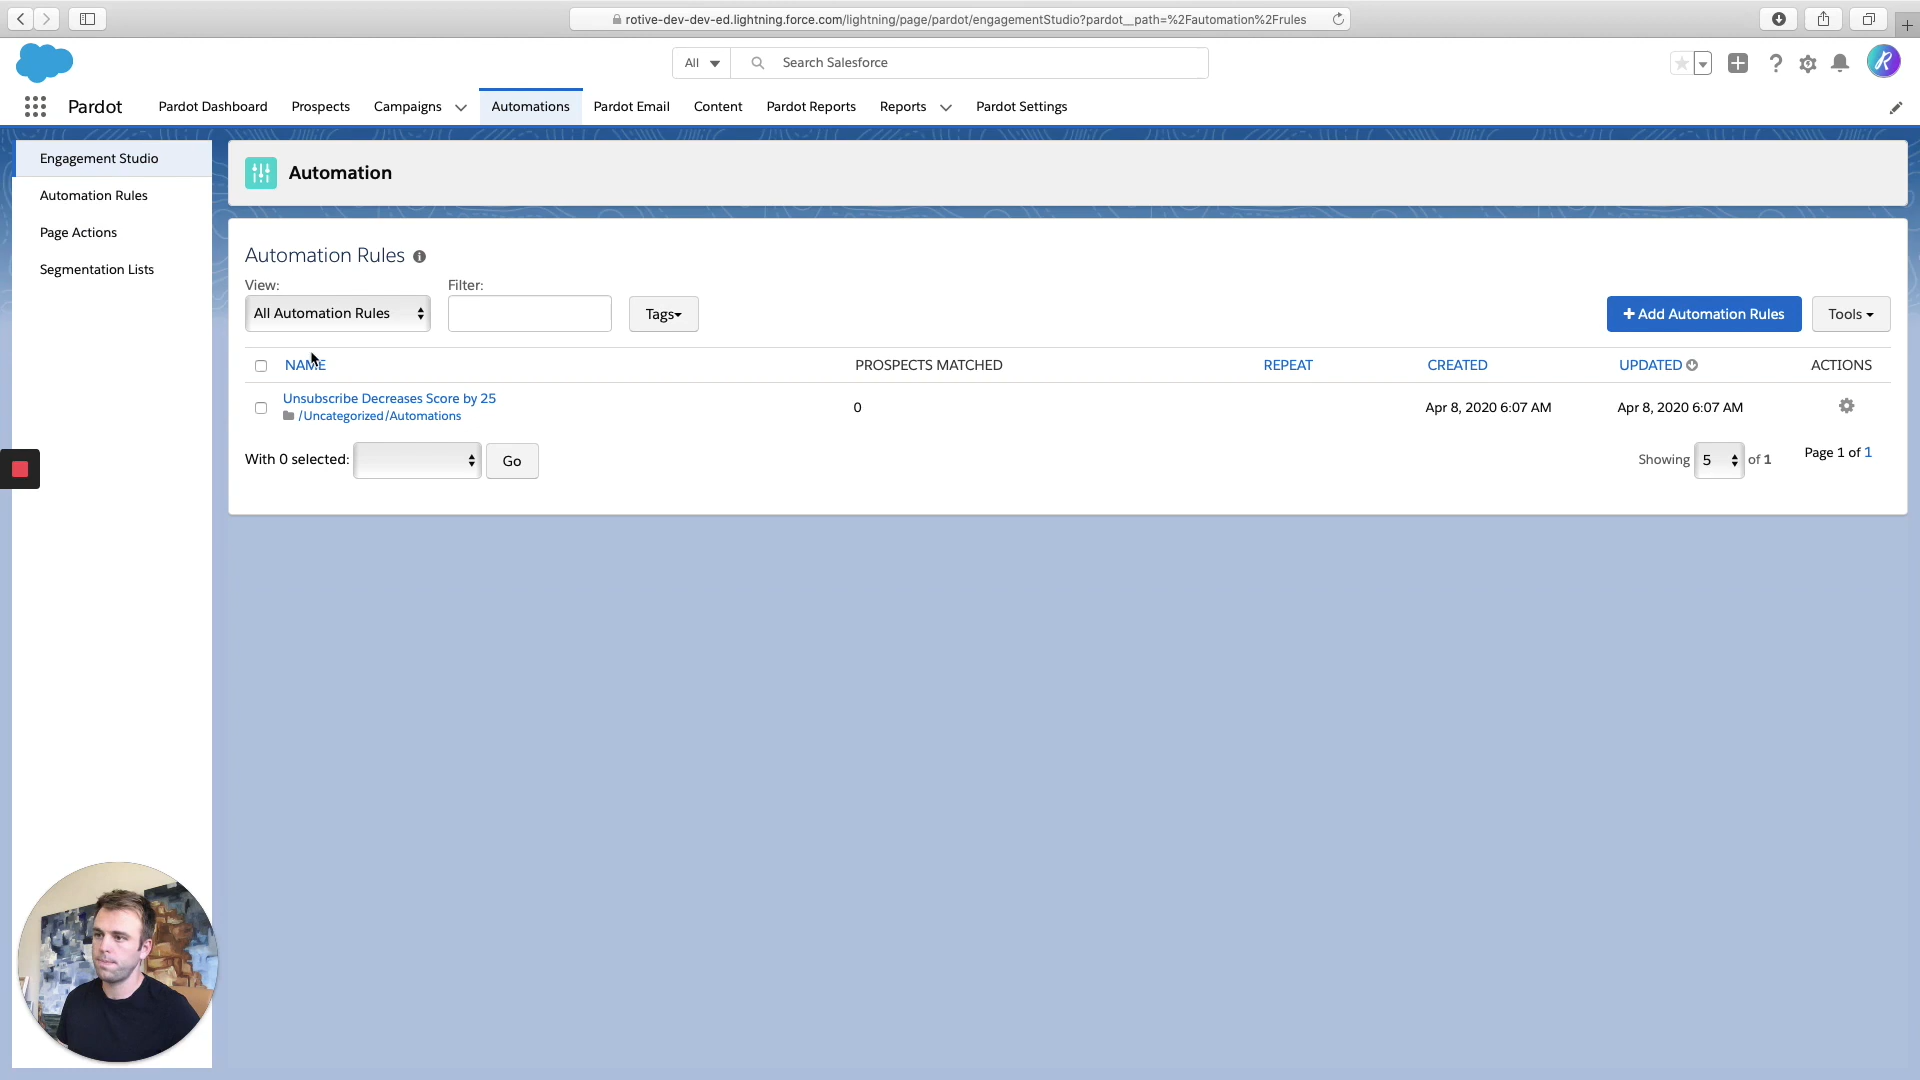 rotive-dev-dev-ed.lightning.force.com/lightning/page/pardot/engagementStudio?pardot__path=%2Fautomation%2Frules
All
Search Salesforce
Pardot
Pardot Dashboard
Prospects
Campaigns
Automations
Pardot Email
Content
Pardot Reports
Reports
Pardot Settings
Engagement Studio
Automation Rules
Page Actions
Segmentation Lists
Automation
Automation Rules
View:
Filter:
All Automation Rules
Tags
Add Automation Rules
Tools
NAME
PROSPECTS MATCHED
REPEAT
CREATED
UPDATED
ACTIONS
Unsubscribe Decreases Score by 25
/Uncategorized/Automations
0
Apr 8, 2020 6:07 AM
Apr 8, 2020 6:07 AM
With 0 selected:
Go
Showing 5 of 1
Page 1 of 1